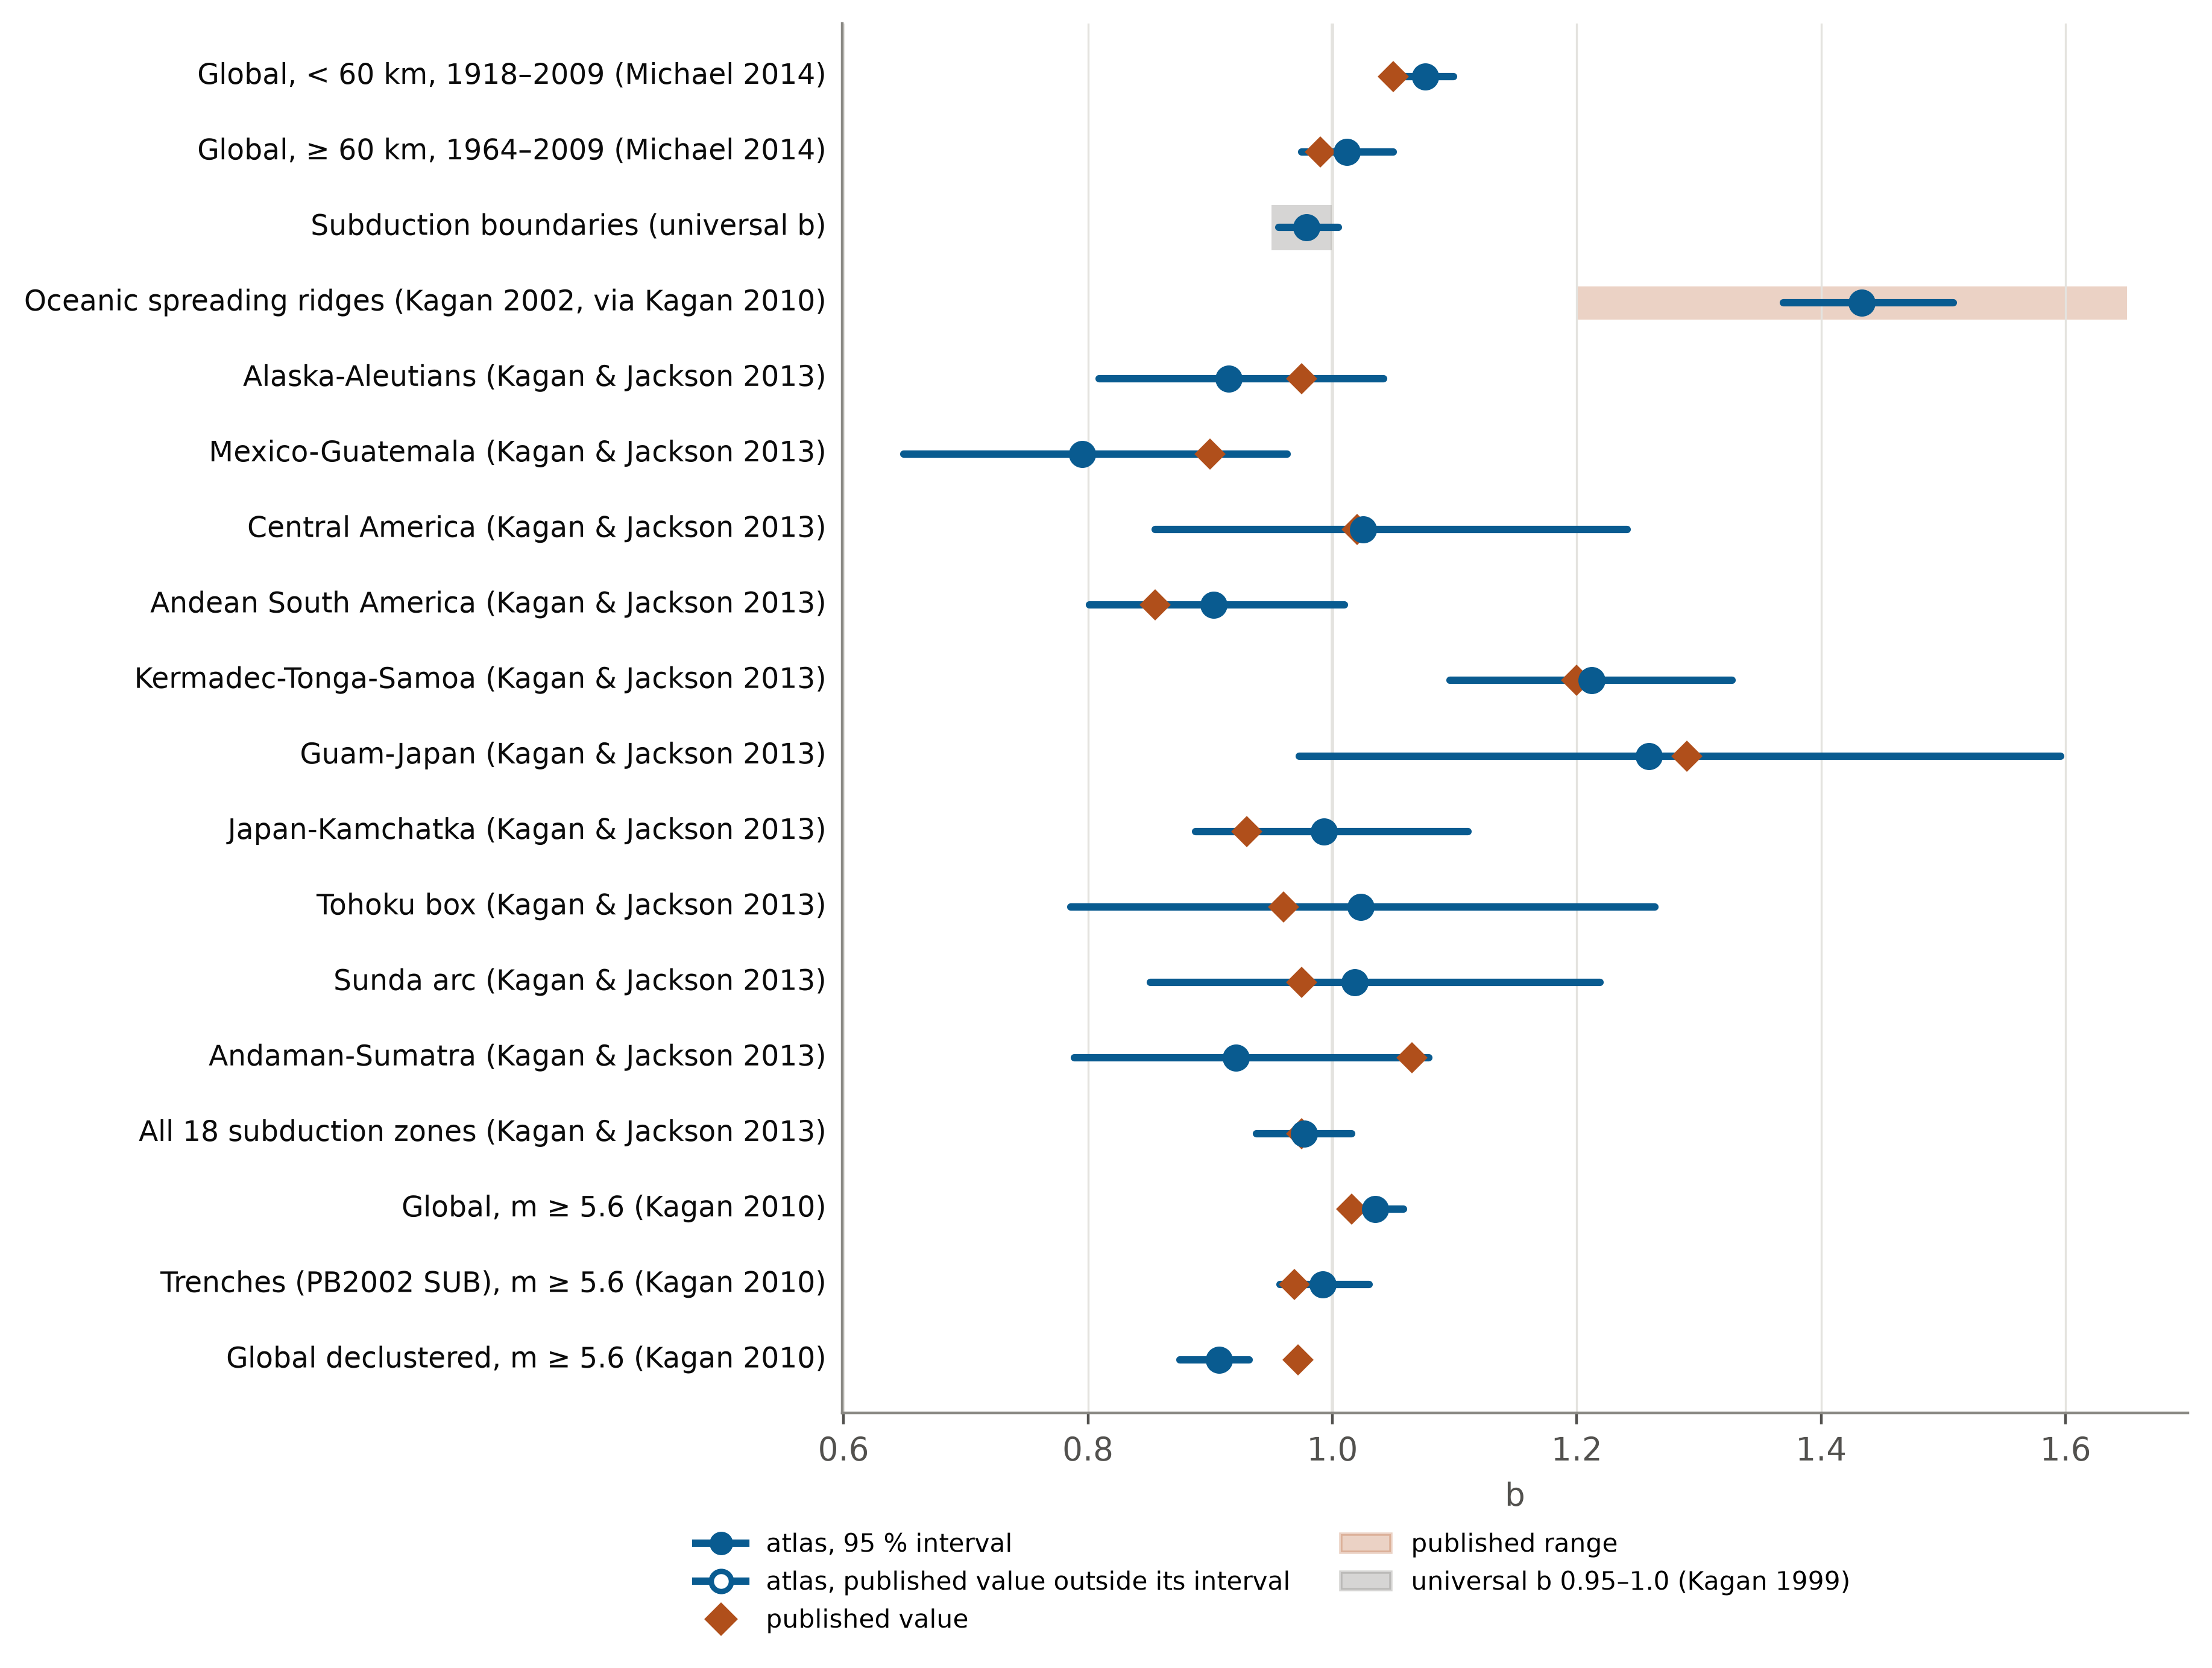 Global, < 60 km, 1918–2009 (Michael 2014)
Global, ≥ 60 km, 1964–2009 (Michael 2014)
Subduction boundaries (universal b)
Oceanic spreading ridges (Kagan 2002, via Kagan 2010)
Alaska-Aleutians (Kagan & Jackson 2013)
Mexico-Guatemala (Kagan & Jackson 2013)
Central America (Kagan & Jackson 2013)
Andean South America (Kagan & Jackson 2013)
Kermadec-Tonga-Samoa (Kagan & Jackson 2013)
Guam-Japan (Kagan & Jackson 2013)
Japan-Kamchatka (Kagan & Jackson 2013)
Tohoku box (Kagan & Jackson 2013)
Sunda arc (Kagan & Jackson 2013)
Andaman-Sumatra (Kagan & Jackson 2013)
All 18 subduction zones (Kagan & Jackson 2013)
Global, m ≥ 5.6 (Kagan 2010)
Trenches (PB2002 SUB), m ≥ 5.6 (Kagan 2010)
Global declustered, m ≥ 5.6 (Kagan 2010)
0.6 0.8 1.0 1.2 1.4 1.6
b
atlas, 95 % interval
atlas, published value outside its interval
published value
published range
universal b 0.95–1.0 (Kagan 1999)